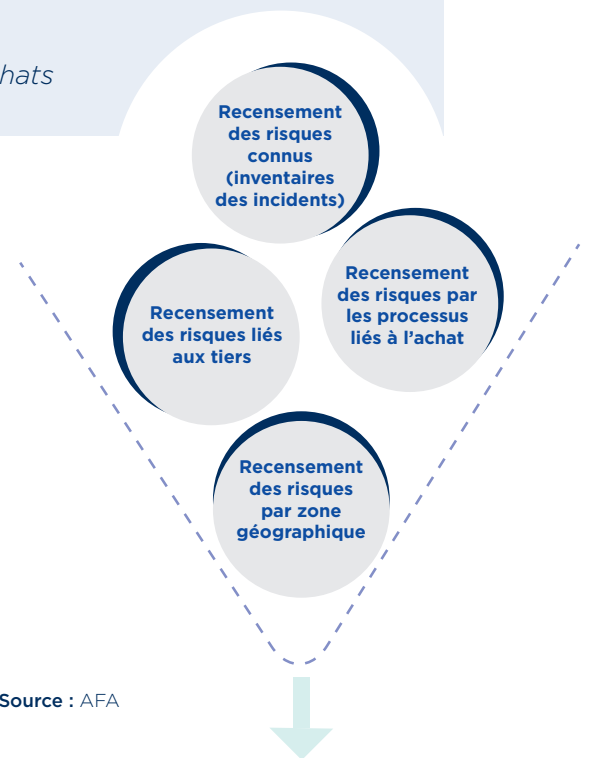 hats
Recensement
des risques
connus
(inventaires
des incidents)
Recensement
des risques par
les processus
liés à l’achat
Recensement
des risques liés
aux tiers
Recensement
des risques
par zone
géographique
Source : AFA